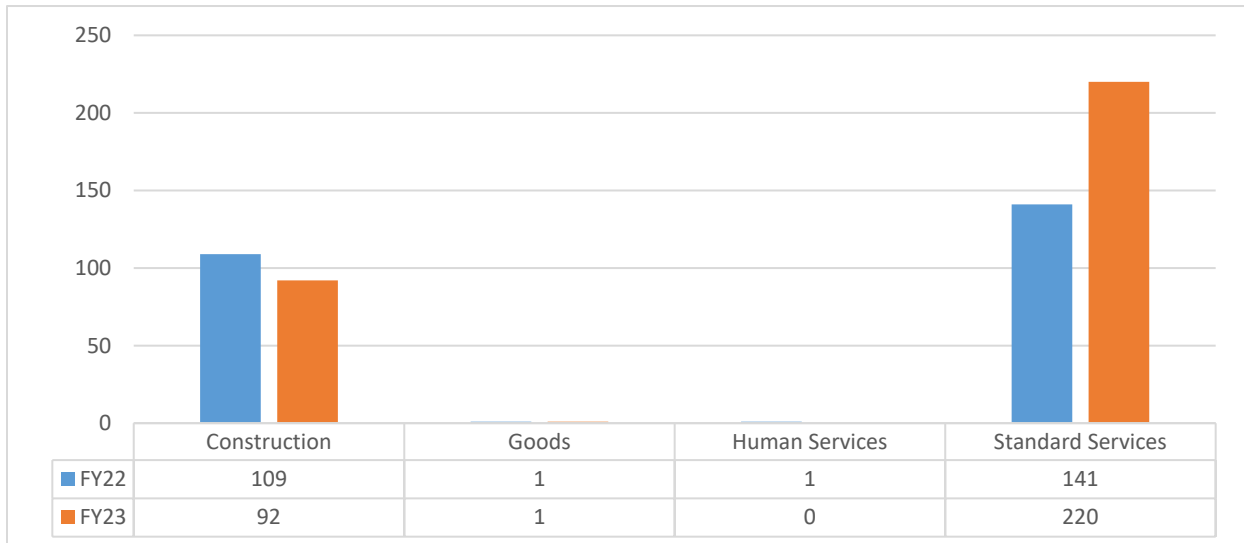 250
200
150
100
50
0
Construction Goods Human Services Standard Services
FY22 109 1 1 141
FY23 92 1 0 220